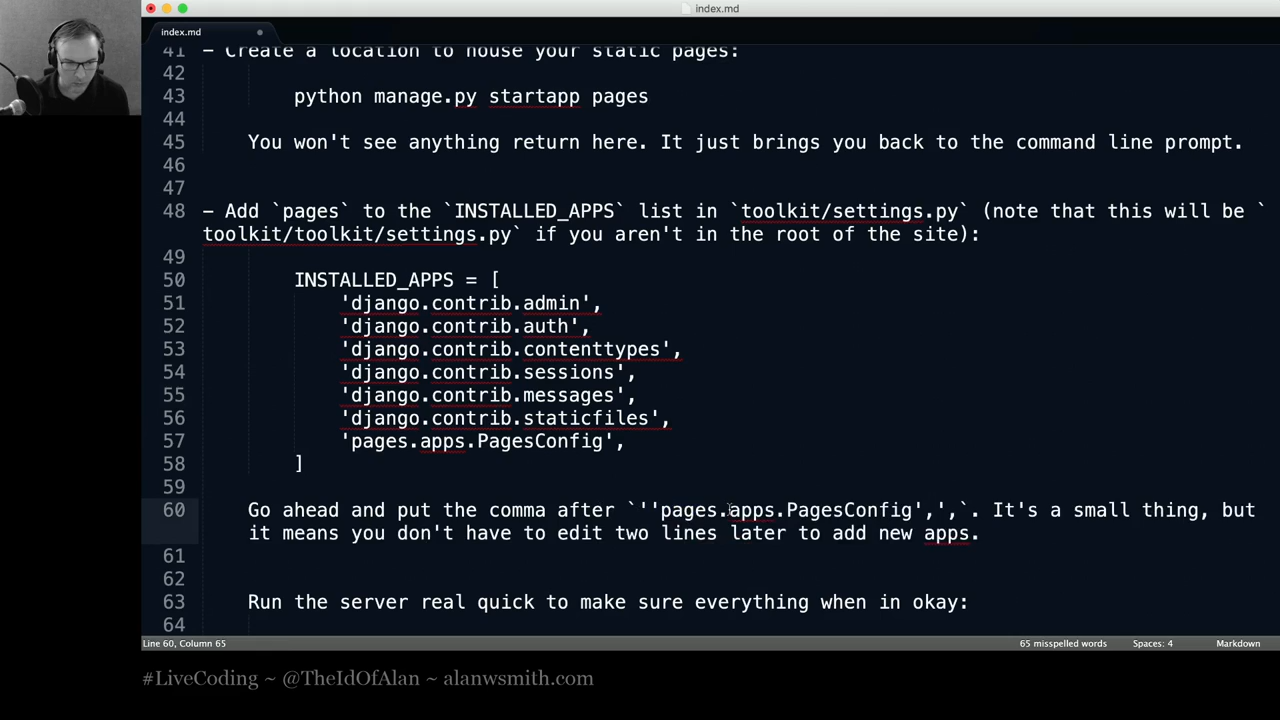 index.md
index.md
41 - Create a location to house your static pages:
42
43 python manage.py startapp pages
44
45 You won't see anything return here. It just brings you back to the command line prompt.
46
47
48 - Add `pages` to the `INSTALLED_APPS` list in `toolkit/settings.py` (note that this will be `
toolkit/toolkit/settings.py` if you aren't in the root of the site):
49
50 INSTALLED_APPS = [
51 'django.contrib.admin',
52 'django.contrib.auth',
53 'django.contrib.contenttypes',
54 'django.contrib.sessions',
55 'django.contrib.messages',
56 'django.contrib.staticfiles',
57 'pages.apps.PagesConfig',
58 ]
59
60 Go ahead and put the comma after `''pages.apps.PagesConfig',',`. It's a small thing, but
it means you don't have to edit two lines later to add new apps.
61
62
63 Run the server real quick to make sure everything when in okay:
64
Line 60, Column 65 65 misspelled words Spaces: 4 Markdown
#LiveCoding ~ @TheIdOfAlan ~ alanwsmith.com